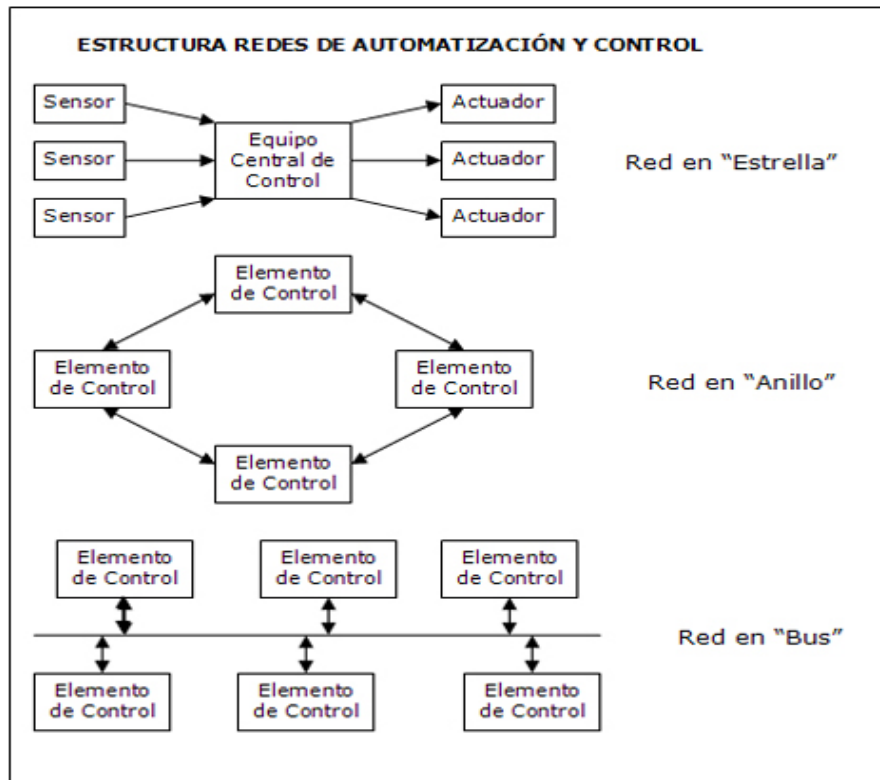 ESTRUCTURA REDES DE AUTOMATIZACIÓN Y CONTROL
Sensor
Sensor
Sensor
Equipo
Central de
Control
Actuador
Actuador
Actuador
Red en “Estrella”
Elemento
de Control
Elemento
de Control
Elemento
de Control
Elemento
de Control
Red en “Anillo”
Elemento
de Control
Elemento
de Control
Elemento
de Control
Elemento
de Control
Elemento
de Control
Elemento
de Control
Red en “Bus”